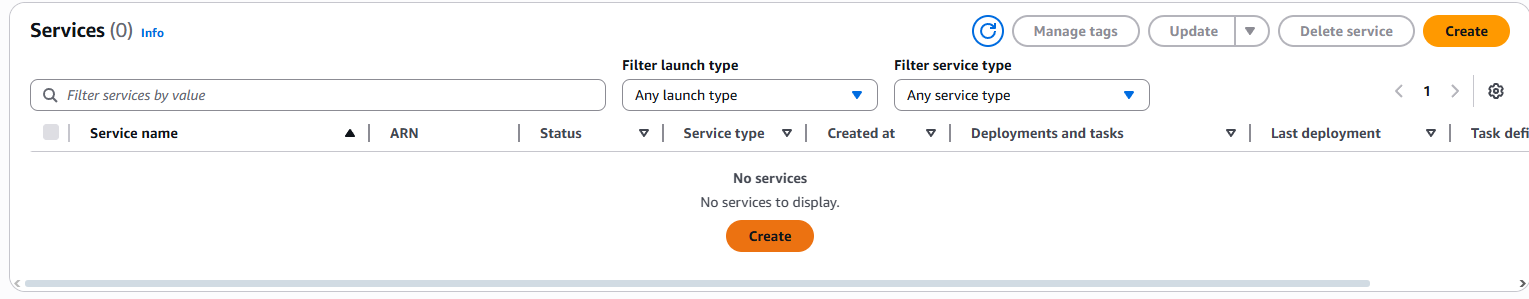 Services (0) Info
Manage tags
Update
Delete service
Create
Filter launch type
Filter service type
Filter services by value
Any launch type
Any service type
1
Service name
ARN
Status
Service type
Created at
Deployments and tasks
Last deployment
Task defi
No services
No services to display.
Create